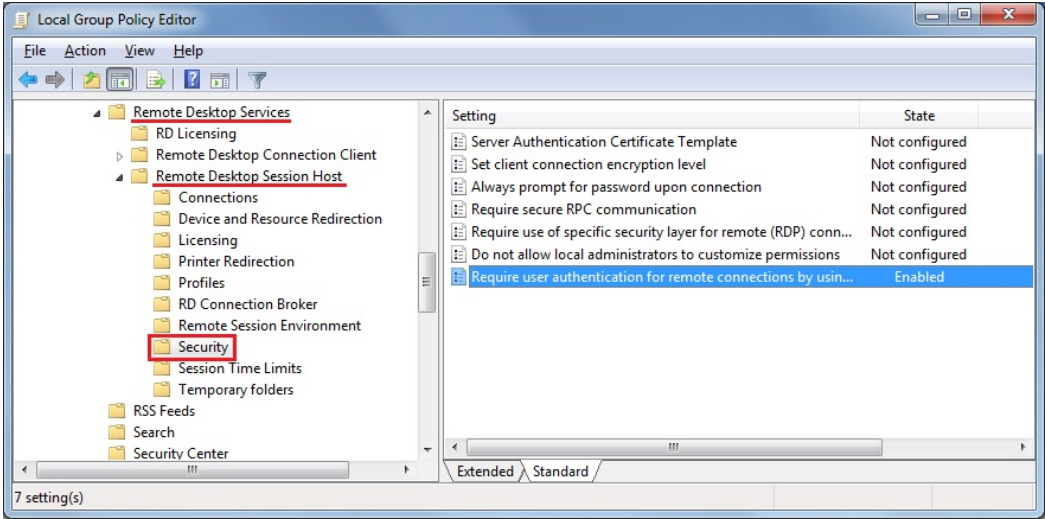 Local Group Policy Editor
File Action View Help
Remote Desktop Services
RD Licensing
Remote Desktop Connection Client
Remote Desktop Session Host
Connections
Device and Resource Redirection
Licensing
Printer Redirection
Profiles
RD Connection Broker
Remote Session Environment
Security
Session Time Limits
Temporary folders
RSS Feeds
Search
Security Center
Setting State
Server Authentication Certificate Template Not configured
Set client connection encryption level Not configured
Always prompt for password upon connection Not configured
Require secure RPC communication Not configured
Require use of specific security layer for remote (RDP) conn... Not configured
Do not allow local administrators to customize permissions Not configured
Require user authentication for remote connections by usin... Enabled
Extended Standard
7 setting(s)